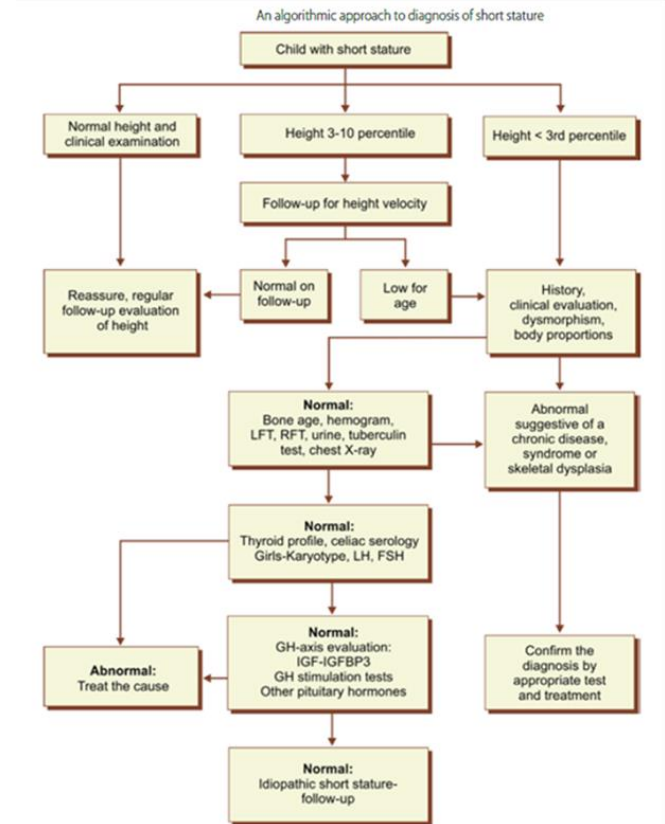 An algorithmic approach to diagnosis of short stature
Child with short stature
Normal height and
clinical examination
Height 3-10 percentile
Height < 3rd percentile
Follow-up for height velocity
Reassure, regular
follow-up evaluation
of height
Normal on
follow-up
Low for
age
History,
clinical evaluation,
dysmorphism,
body proportions
Normal:
Bone age, hemogram,
LFT, RFT, urine, tuberculin
test, chest X-ray
Abnormal
suggestive of a
chronic disease,
syndrome or
skeletal dysplasia
Normal:
Thyroid profile, celiac serology
Girls-Karyotype, LH, FSH
Abnormal:
Treat the cause
Normal:
GH-axis evaluation:
IGF-IGFBP3
GH stimulation tests
Other pituitary hormones
Confirm the
diagnosis by
appropriate test
and treatment
Normal:
Idiopathic short stature-
follow-up